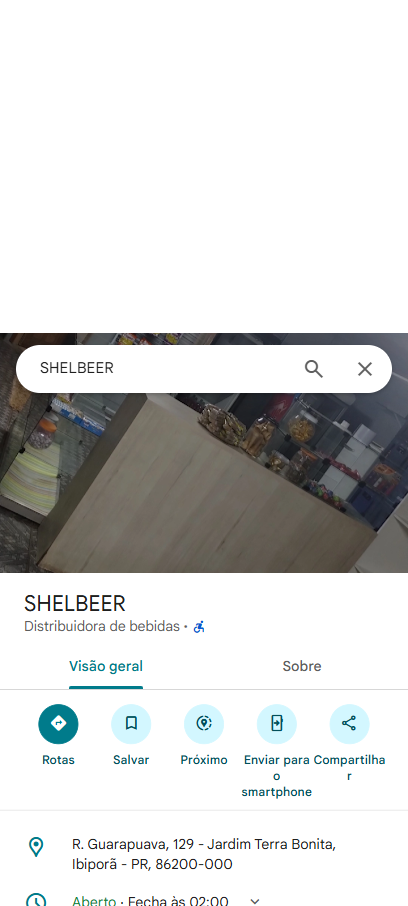 SHELBEER
SHELBEER
Distribuidora de bebidas ·
Visão geral
Sobre
Rotas
Salvar
Próximo
Enviar para
o
smartphone
Compartilha
r
R. Guarapuava, 129 - Jardim Terra Bonita,
Ibiporã - PR, 86200-000
Aberto · Fecha às 02:00